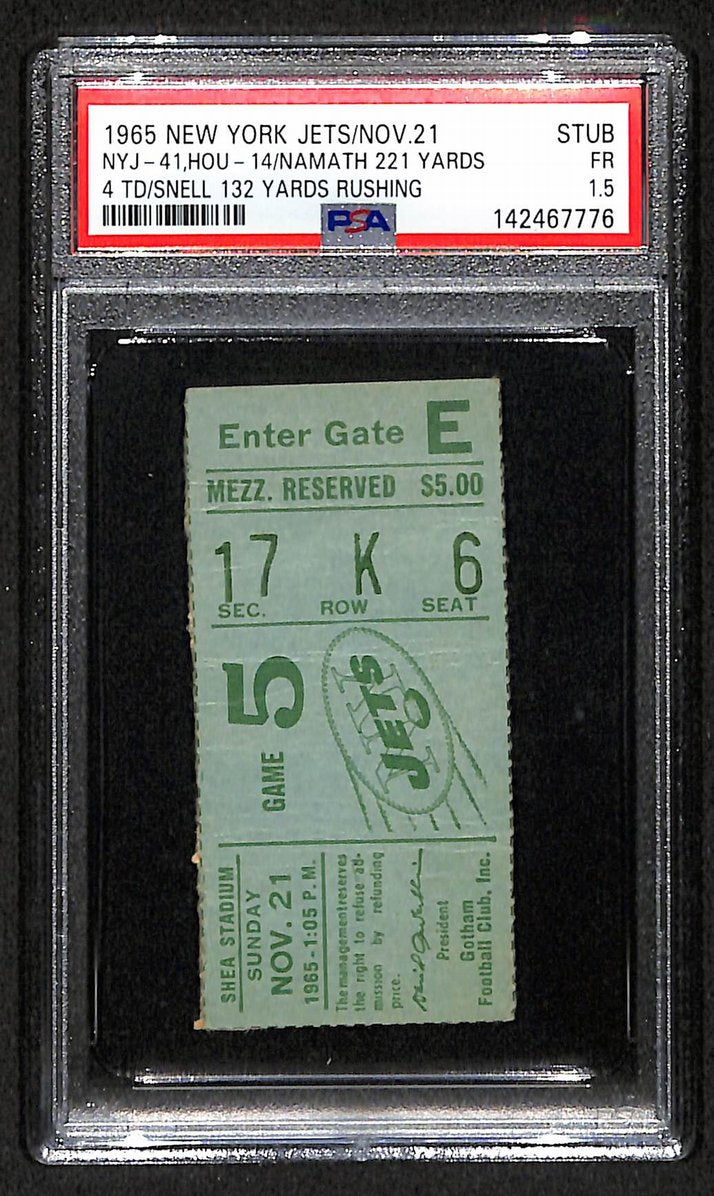 1965 NEW YORK JETS/NOV.21 STUB
NYJ-41,HOU-14/NAMATH 221 YARDS FR
4 TD/SNELL 132 YARDS RUSHING 1.5
PSA 142467776
Enter Gate E
MEZZ. RESERVED $5.00
17 K 6
SEC. ROW SEAT
GAME 5
NY
JETS
SHEA STADIUM
SUNDAY
NOV. 21
1965-1:05 P.M.
The management reserves
the right to refuse ad-
mission by refunding
price.
President
Gotham
Football Club, Inc.